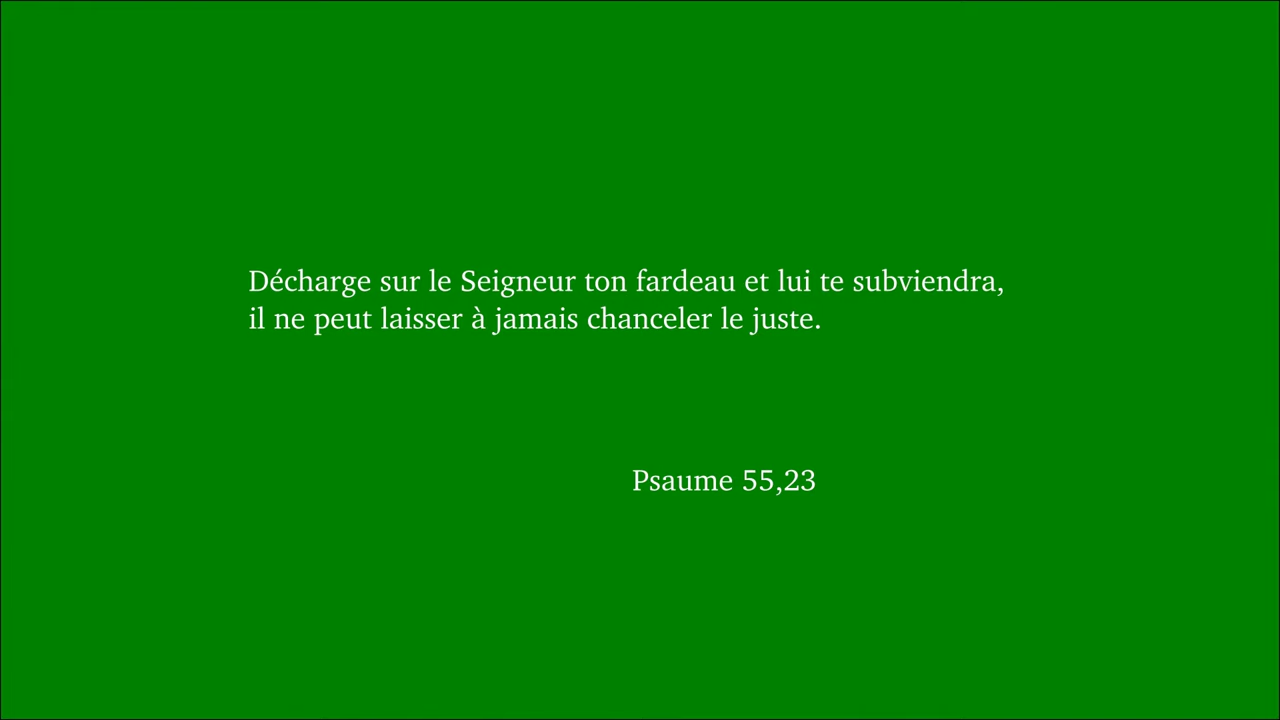 Décharge sur le Seigneur ton fardeau et lui te subviendra,
il ne peut laisser à jamais chanceler le juste.
Psaume 55,23